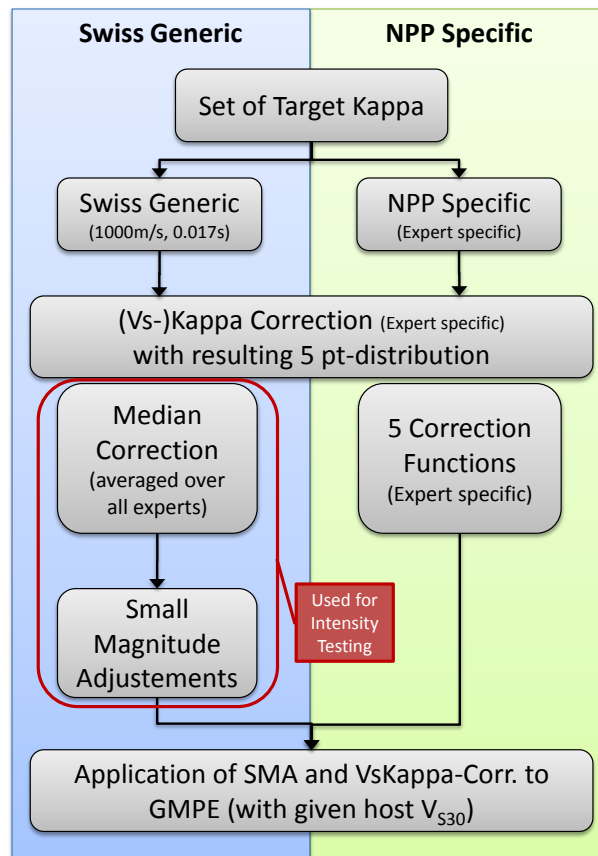 Swiss Generic
NPP Specific
Set of Target Kappa
Swiss Generic
(1000m/s, 0.017s)
NPP Specific
(Expert specific)
(Vs-)Kappa Correction (Expert specific)
with resulting 5 pt-distribution
Median
Correction
(averaged over
all experts)
5 Correction
Functions
(Expert specific)
Small
Magnitude
Adjustements
Used for
Intensity
Testing
Application of SMA and VsKappa-Corr. to
GMPE (with given host VS30)